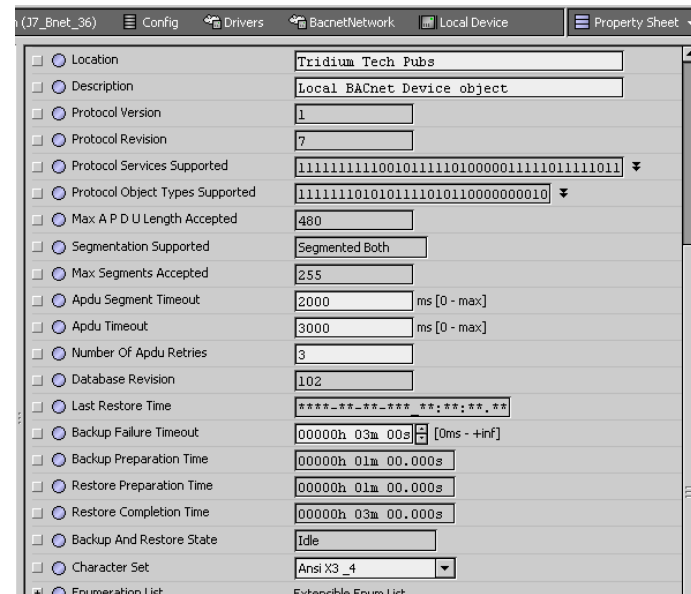 (J7_Bnet_36) Config Drivers BacnetNetwork Local Device Property Sheet
Location Tridium Tech Pubs
Description Local BACnet Device object
Protocol Version 1
Protocol Revision 7
Protocol Services Supported 1111111111001011111010000011111011111011
Protocol Object Types Supported 1111111010101111010110000000010
Max A P D U Length Accepted 480
Segmentation Supported Segmented Both
Max Segments Accepted 255
Apdu Segment Timeout 2000 ms [0 - max]
Apdu Timeout 3000 ms [0 - max]
Number Of Apdu Retries 3
Database Revision 102
Last Restore Time ****-**-**-***_**:**:**.**
Backup Failure Timeout 00000h 03m 00s [0ms - +inf]
Backup Preparation Time 00000h 01m 00.000s
Restore Preparation Time 00000h 01m 00.000s
Restore Completion Time 00000h 03m 00.000s
Backup And Restore State Idle
Character Set Ansi X3 _4
Enumeration List Extensible Enum List